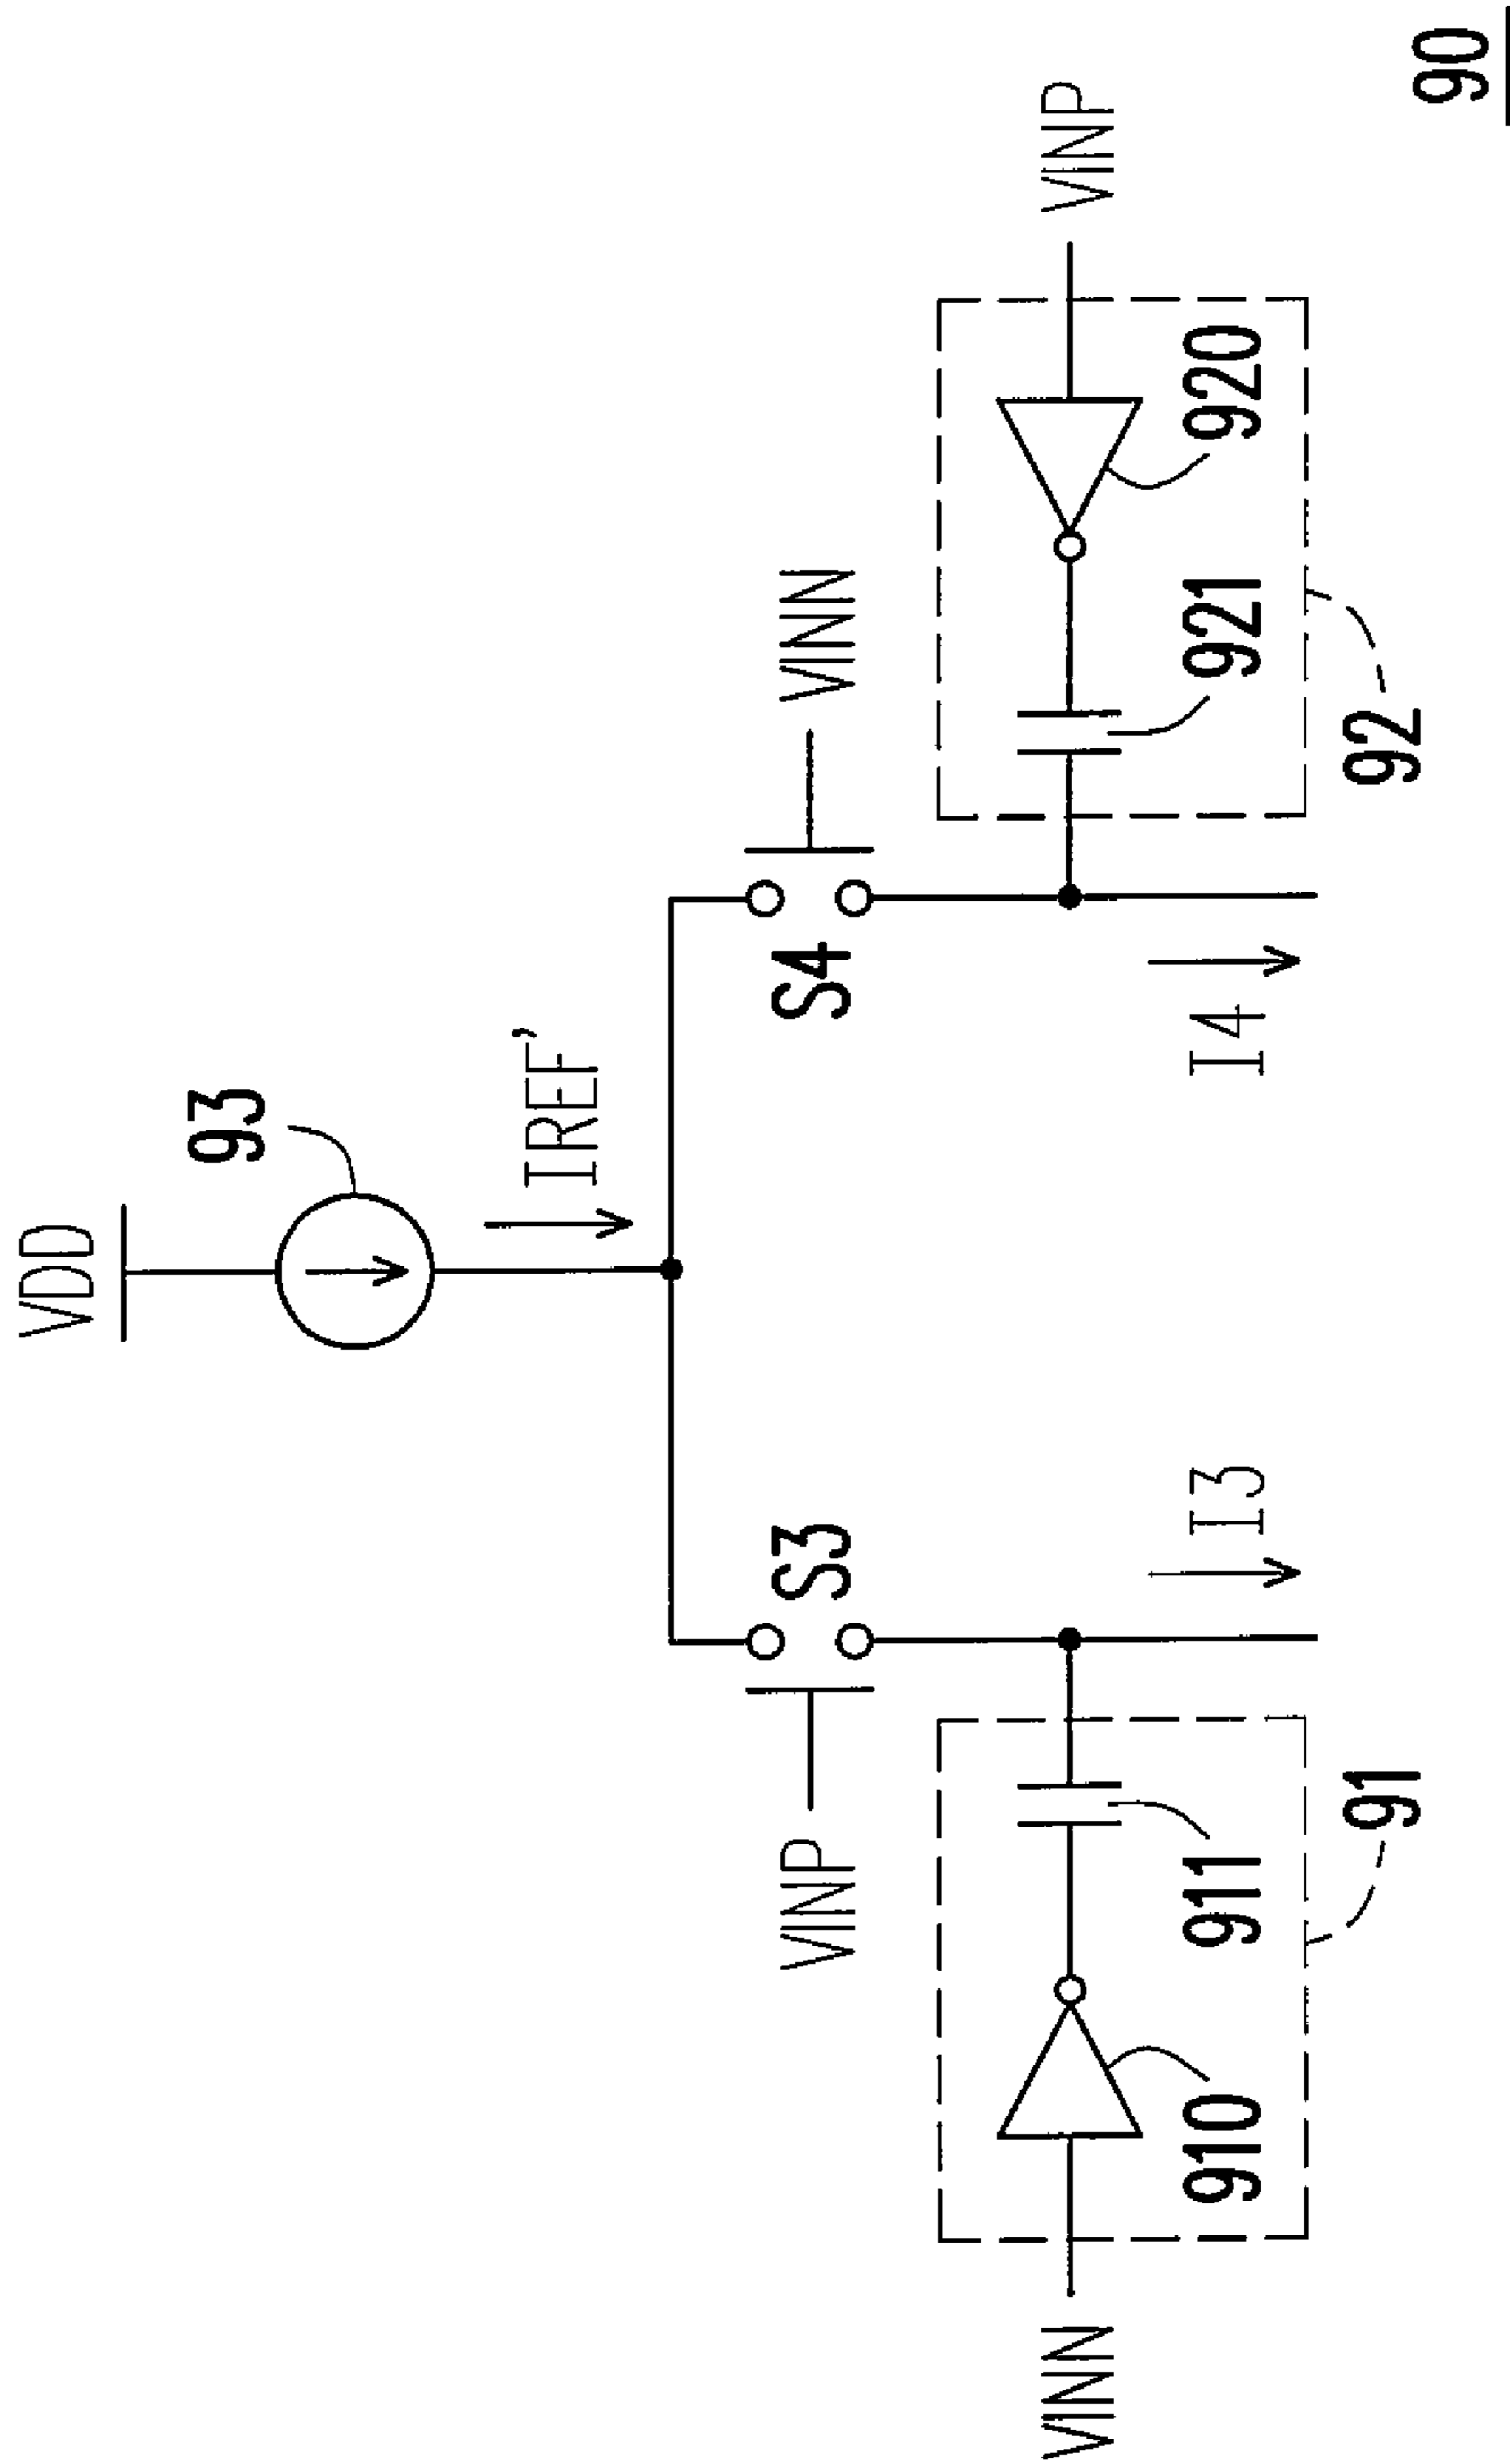 VDD
93
IREF'
VINP
S3
S4
VINN
VINN
910
911
I3
I4
921
920
VINP
91
92
90